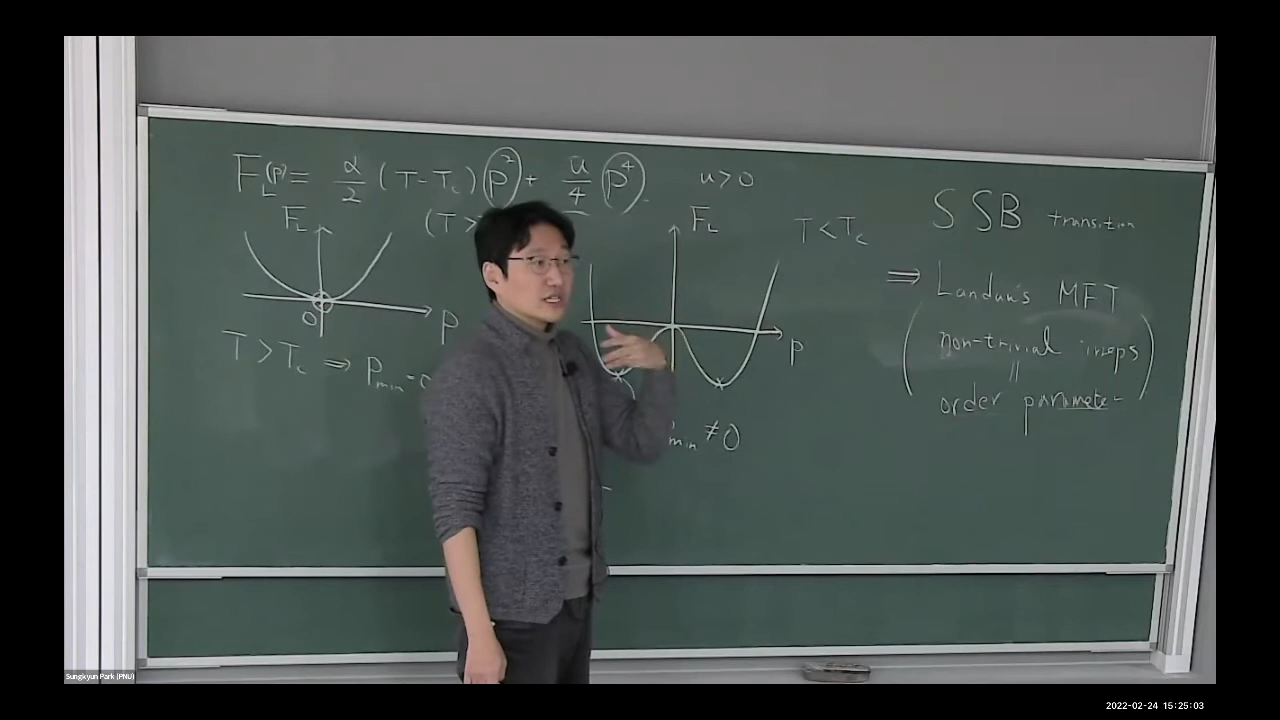 F_L(p) = α/2 (T-T_c) p² + u/4 p⁴. u>0
(T>
F_L
0
p
T > T_c ⇒ p_min = 0
F_L
T < T_c
p
min ≠ 0
SSB transition
⇒ Landau's MFT
( non-trivial irreps
=
order parameter )
Sungkyun Park (PNU)
2022-02-24 15:25:03